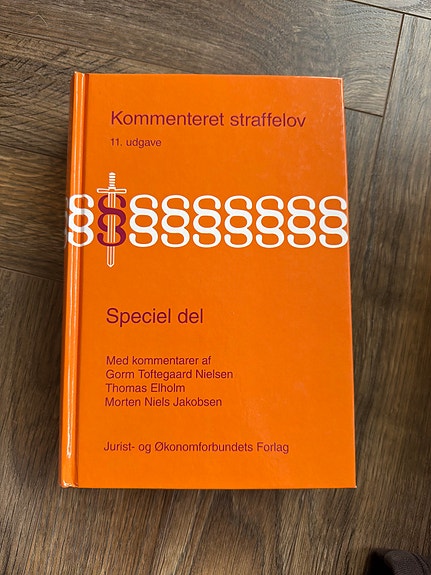 Kommenteret straffelov
11. udgave
§§§§§§§§§§
Speciel del
Med kommentarer af
Gorm Toftegaard Nielsen
Thomas Elholm
Morten Niels Jakobsen
Jurist- og Økonomforbundets Forlag